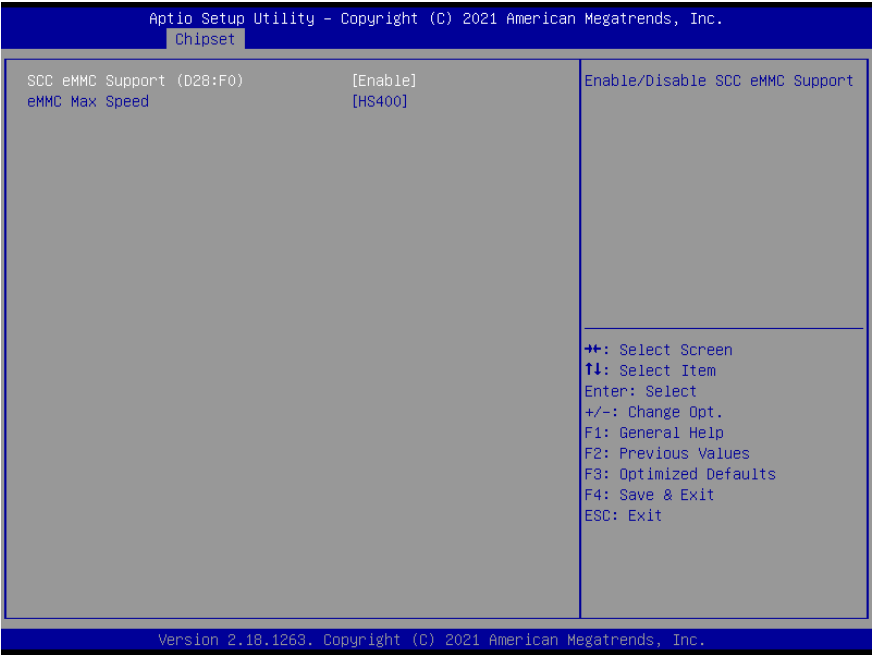 Aptio Setup Utility – Copyright (C) 2021 American Megatrends, Inc.
Chipset
SCC eMMC Support (D28:F0) [Enable]
eMMC Max Speed [HS400]
Enable/Disable SCC eMMC Support
→←: Select Screen
↑↓: Select Item
Enter: Select
+/-: Change Opt.
F1: General Help
F2: Previous Values
F3: Optimized Defaults
F4: Save & Exit
ESC: Exit
Version 2.18.1263. Copyright (C) 2021 American Megatrends, Inc.